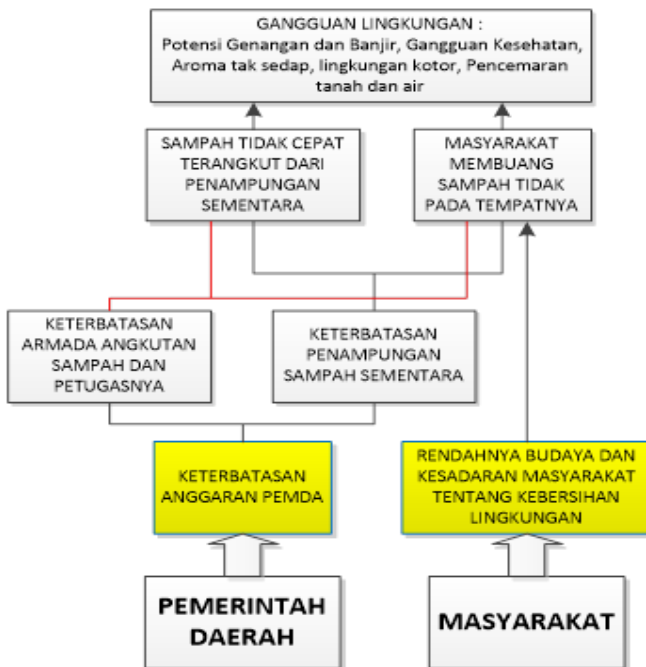 GANGGUAN LINGKUNGAN :
Potensi Genangan dan Banjir, Gangguan Kesehatan,
Aroma tak sedap, lingkungan kotor, Pencemaran
tanah dan air
SAMPAH TIDAK CEPAT
TERANGKUT DARI
PENAMPUNGAN
SEMENTARA
MASYARAKAT
MEMBUANG
SAMPAH TIDAK
PADA TEMPATNYA
KETERBATASAN
ARMADA ANGKUTAN
SAMPAH DAN
PETUGASNYA
KETERBATASAN
PENAMPUNGAN
SAMPAH SEMENTARA
KETERBATASAN
ANGGARAN PEMDA
RENDAHNYA BUDAYA DAN
KESADARAN MASYARAKAT
TENTANG KEBERSIHAN
LINGKUNGAN
PEMERINTAH
DAERAH
MASYARAKAT